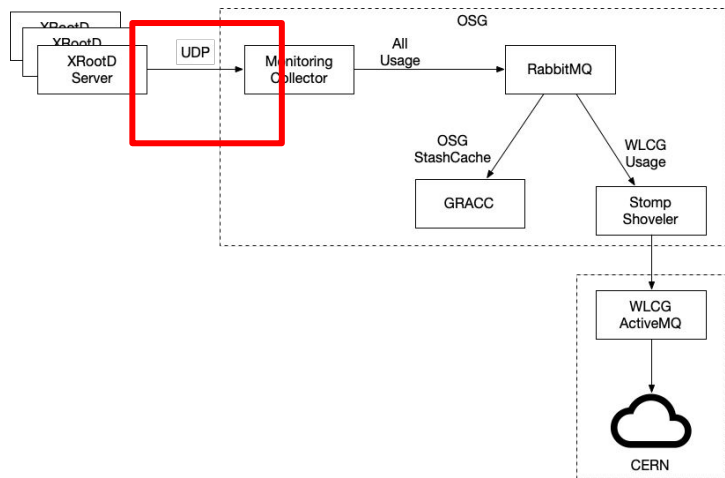 OSG
XRootD
XRootD
XRootD
Server
UDP
Monitoring
Collector
All
Usage
RabbitMQ
OSG
StashCache
WLCG
Usage
GRACC
Stomp
Shoveler
WLCG
ActiveMQ
CERN